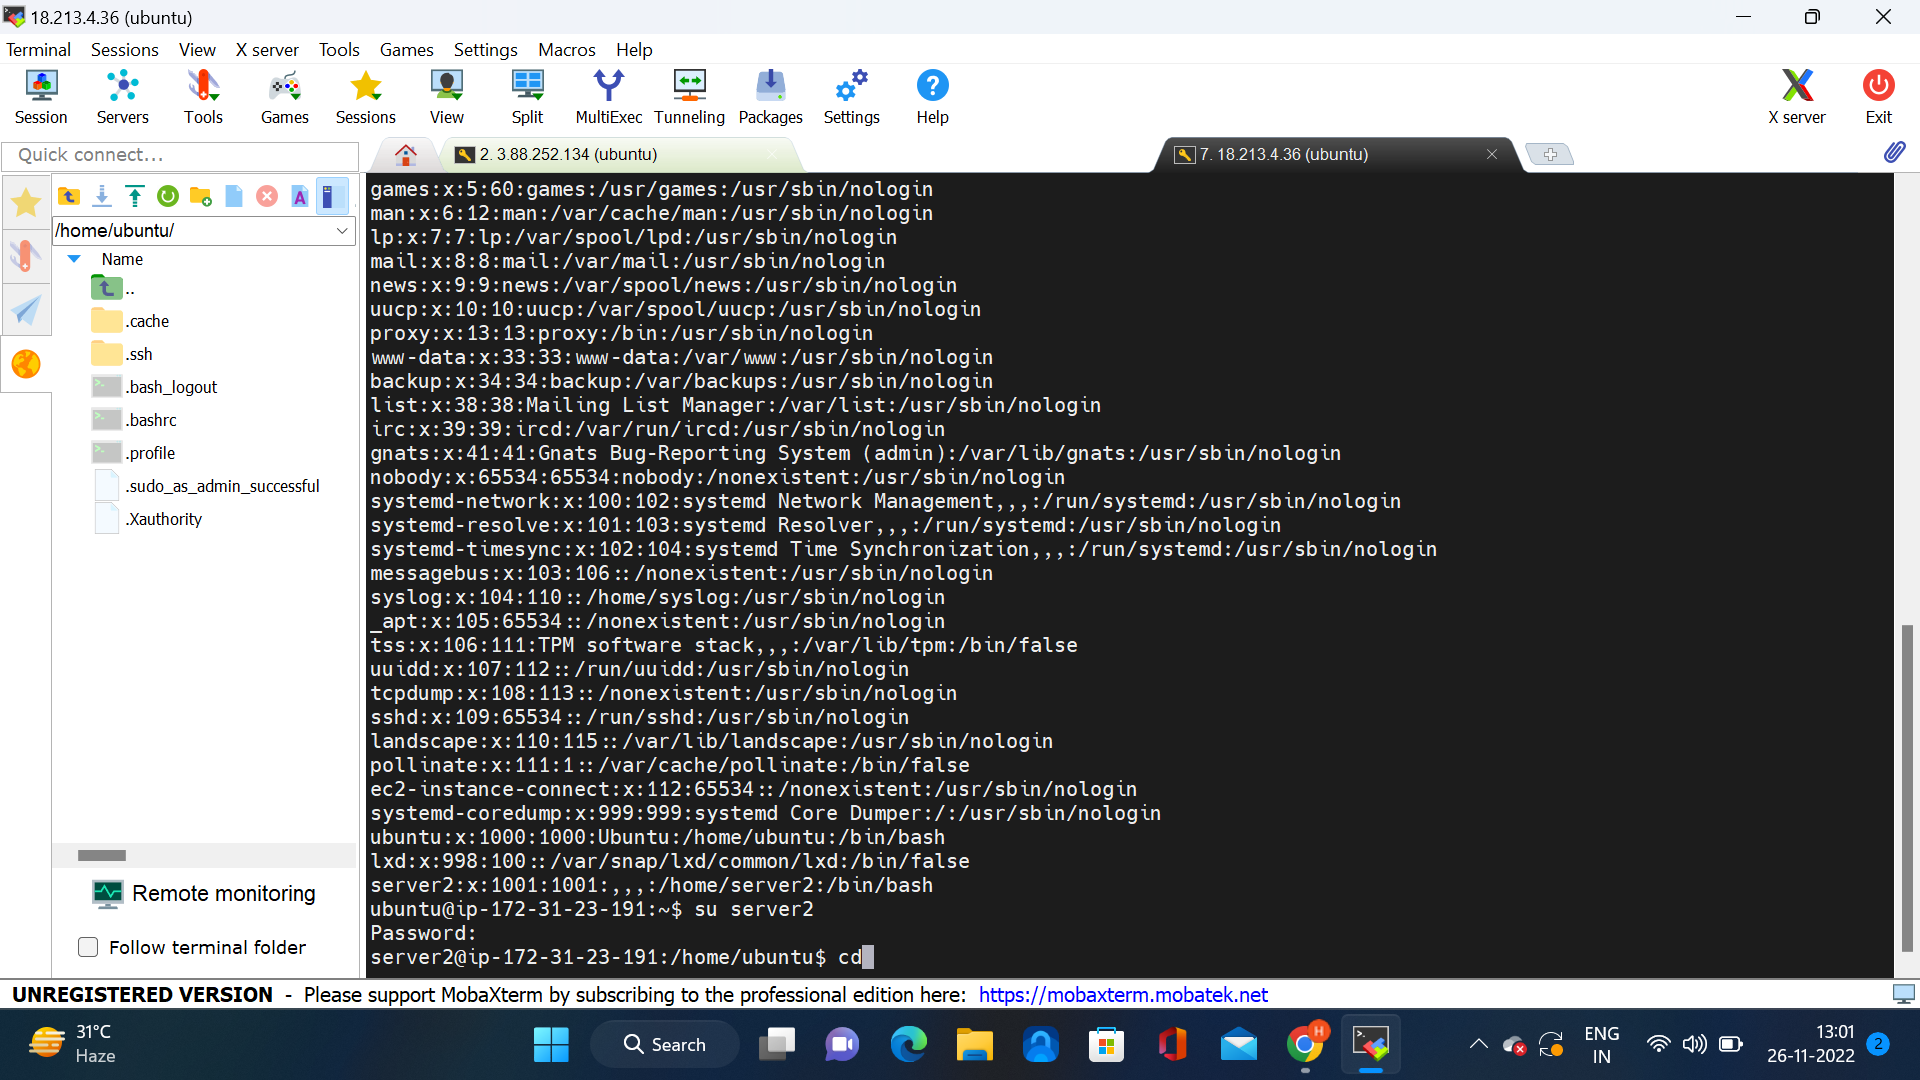 18.213.4.36 (ubuntu)
Terminal Sessions View X server Tools Games Settings Macros Help
Session Servers Tools Games Sessions View Split MultiExec Tunneling Packages Settings Help X server Exit
Quick connect...
2. 3.88.252.134 (ubuntu)
7. 18.213.4.36 (ubuntu)
/home/ubuntu/
Name
..
.cache
.ssh
.bash_logout
.bashrc
.profile
.sudo_as_admin_successful
.Xauthority
Remote monitoring
Follow terminal folder
games:x:5:60:games:/usr/games:/usr/sbin/nologin
man:x:6:12:man:/var/cache/man:/usr/sbin/nologin
lp:x:7:7:lp:/var/spool/lpd:/usr/sbin/nologin
mail:x:8:8:mail:/var/mail:/usr/sbin/nologin
news:x:9:9:news:/var/spool/news:/usr/sbin/nologin
uucp:x:10:10:uucp:/var/spool/uucp:/usr/sbin/nologin
proxy:x:13:13:proxy:/bin:/usr/sbin/nologin
www-data:x:33:33:www-data:/var/www:/usr/sbin/nologin
backup:x:34:34:backup:/var/backups:/usr/sbin/nologin
list:x:38:38:Mailing List Manager:/var/list:/usr/sbin/nologin
irc:x:39:39:ircd:/var/run/ircd:/usr/sbin/nologin
gnats:x:41:41:Gnats Bug-Reporting System (admin):/var/lib/gnats:/usr/sbin/nologin
nobody:x:65534:65534:nobody:/nonexistent:/usr/sbin/nologin
systemd-network:x:100:102:systemd Network Management,,,:/run/systemd:/usr/sbin/nologin
systemd-resolve:x:101:103:systemd Resolver,,,:/run/systemd:/usr/sbin/nologin
systemd-timesync:x:102:104:systemd Time Synchronization,,,:/run/systemd:/usr/sbin/nologin
messagebus:x:103:106::/nonexistent:/usr/sbin/nologin
syslog:x:104:110::/home/syslog:/usr/sbin/nologin
_apt:x:105:65534::/nonexistent:/usr/sbin/nologin
tss:x:106:111:TPM software stack,,,:/var/lib/tpm:/bin/false
uuidd:x:107:112::/run/uuidd:/usr/sbin/nologin
tcpdump:x:108:113::/nonexistent:/usr/sbin/nologin
sshd:x:109:65534::/run/sshd:/usr/sbin/nologin
landscape:x:110:115::/var/lib/landscape:/usr/sbin/nologin
pollinate:x:111:1::/var/cache/pollinate:/bin/false
ec2-instance-connect:x:112:65534::/nonexistent:/usr/sbin/nologin
systemd-coredump:x:999:999:systemd Core Dumper:/:/usr/sbin/nologin
ubuntu:x:1000:1000:Ubuntu:/home/ubuntu:/bin/bash
lxd:x:998:100::/var/snap/lxd/common/lxd:/bin/false
server2:x:1001:1001:,,,:/home/server2:/bin/bash
ubuntu@ip-172-31-23-191:~$ su server2
Password:
server2@ip-172-31-23-191:/home/ubuntu$ cd
UNREGISTERED VERSION - Please support MobaXterm by subscribing to the professional edition here: https://mobaxterm.mobatek.net
31°C
Haze
Search
H
ENG
IN
13:01
26-11-2022
2